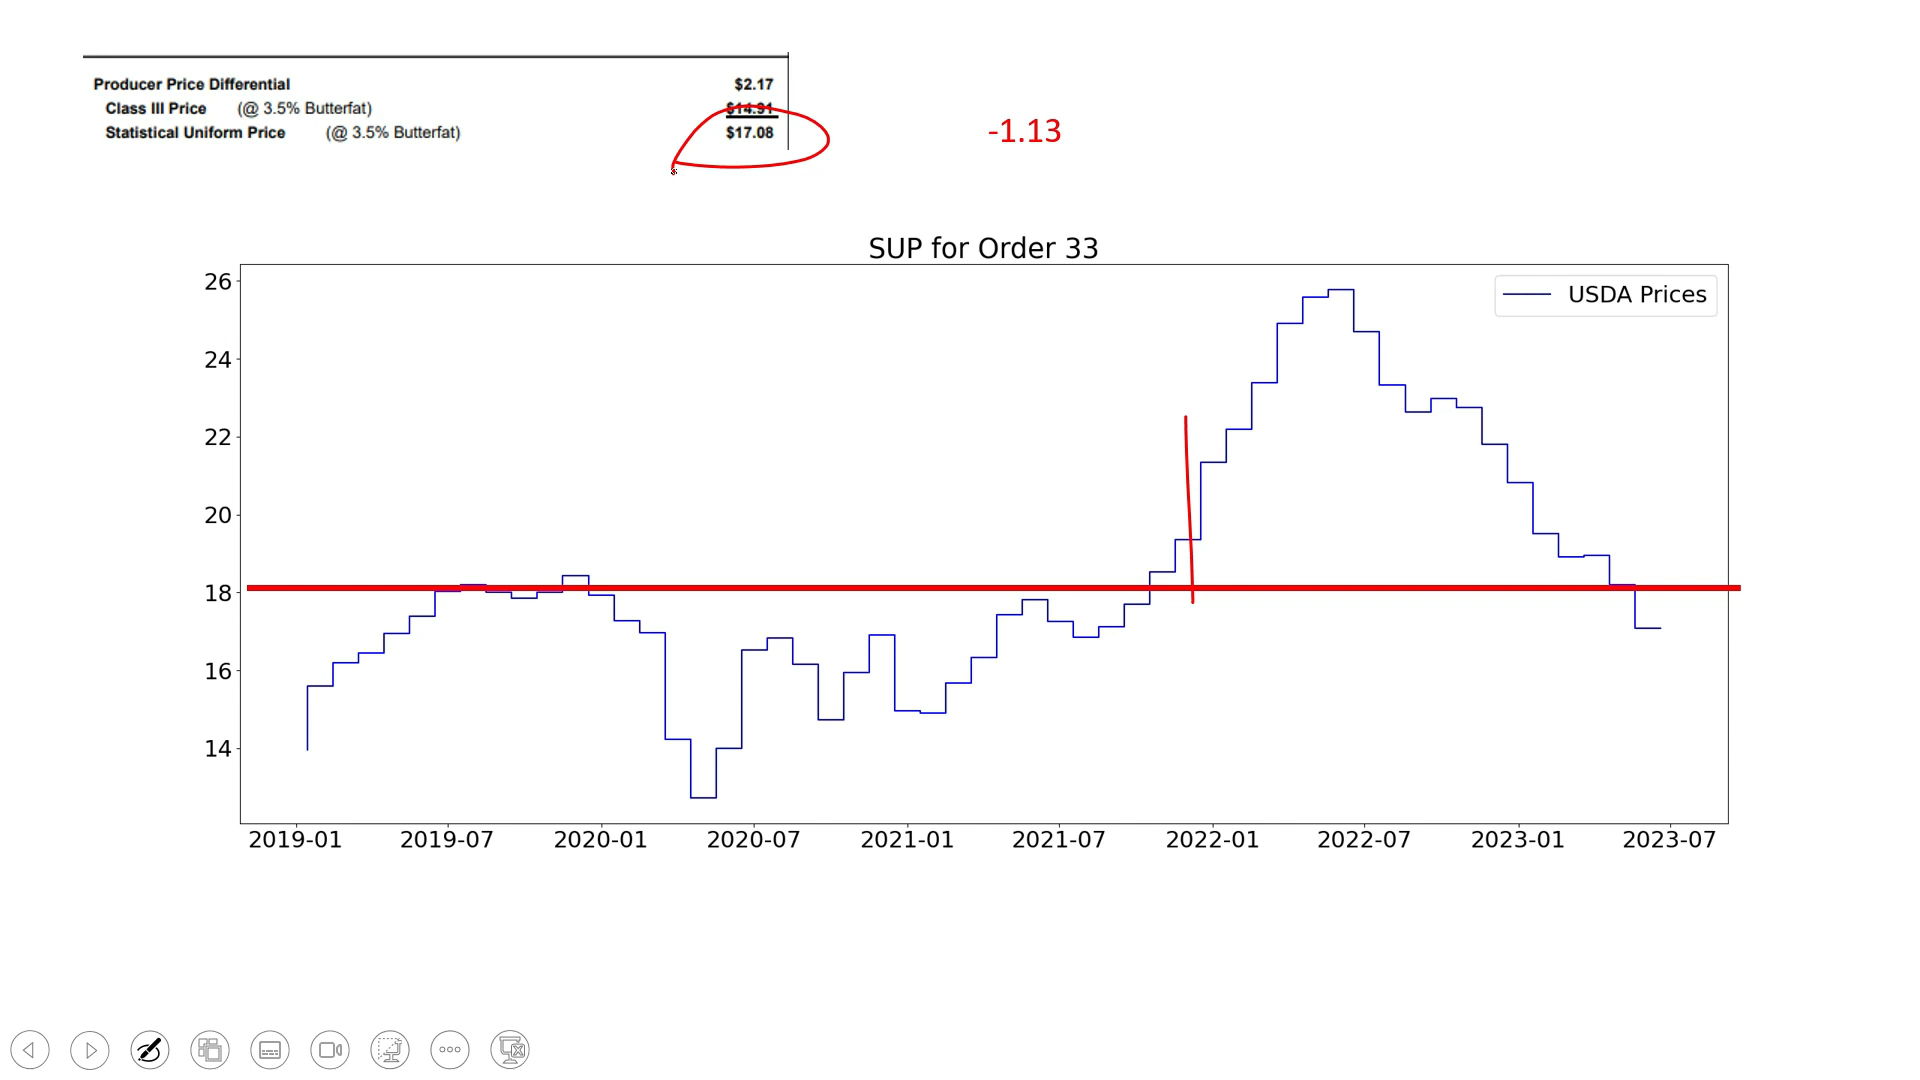 Producer Price Differential $2.17
Class III Price (@ 3.5% Butterfat) $14.91
Statistical Uniform Price (@ 3.5% Butterfat) $17.08
-1.13
SUP for Order 33
USDA Prices
26
24
22
20
18
16
14
2019-01 2019-07 2020-01 2020-07 2021-01 2021-07 2022-01 2022-07 2023-01 2023-07